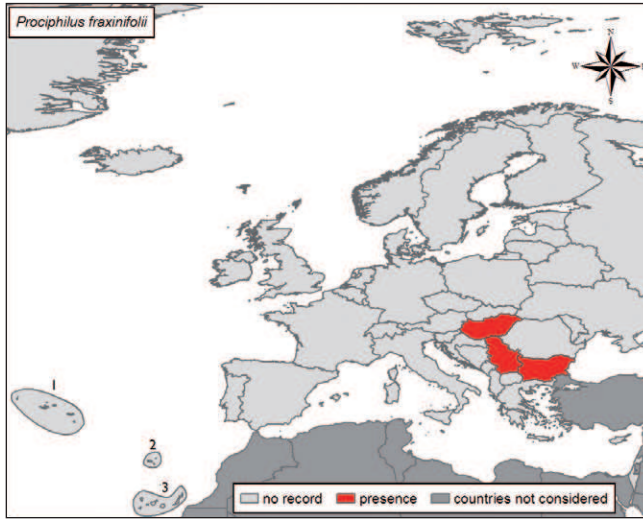 Prociphilus fraxinifolii
N
W
S
1
2
3
no record presence countries not considered